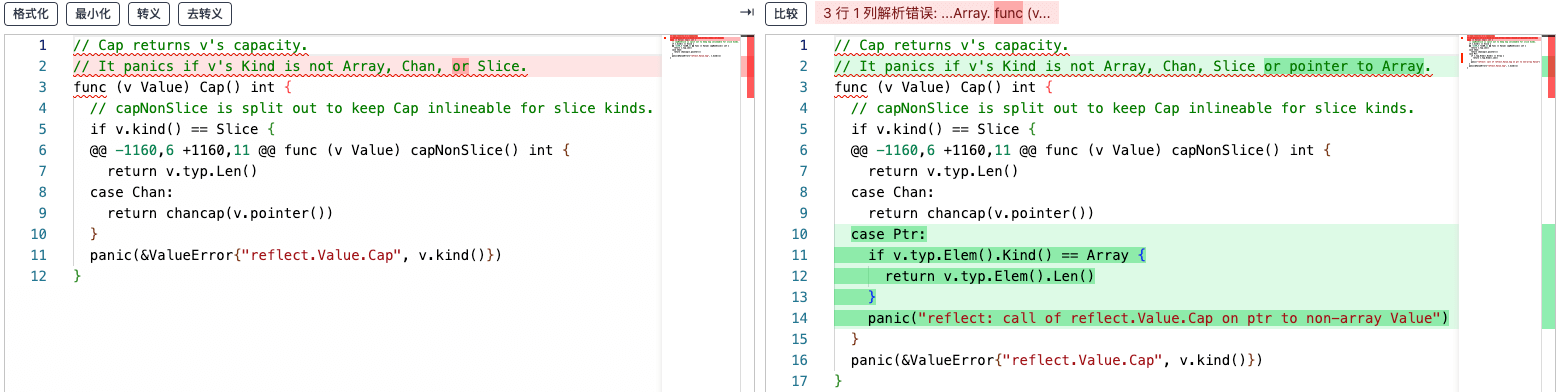 格式化 最小化 转义 去转义
1 // Cap returns v's capacity.
2 // It panics if v's Kind is not Array, Chan, or Slice.
3 func (v Value) Cap() int {
4 // capNonSlice is split out to keep Cap inlineable for slice kinds.
5 if v.kind() == Slice {
6 @@ -1160,6 +1160,11 @@ func (v Value) capNonSlice() int {
7 return v.typ.Len()
8 case Chan:
9 return chancap(v.pointer())
10 }
11 panic(&ValueError{"reflect.Value.Cap", v.kind()})
12 }
比较 3 行 1 列解析错误: ...Array. func (v...
1 // Cap returns v's capacity.
2 // It panics if v's Kind is not Array, Chan, Slice or pointer to Array.
3 func (v Value) Cap() int {
4 // capNonSlice is split out to keep Cap inlineable for slice kinds.
5 if v.kind() == Slice {
6 @@ -1160,6 +1160,11 @@ func (v Value) capNonSlice() int {
7 return v.typ.Len()
8 case Chan:
9 return chancap(v.pointer())
10 case Ptr:
11 if v.typ.Elem().Kind() == Array {
12 return v.typ.Elem().Len()
13 }
14 panic("reflect: call of reflect.Value.Cap on ptr to non-array Value")
15 }
16 panic(&ValueError{"reflect.Value.Cap", v.kind()})
17 }